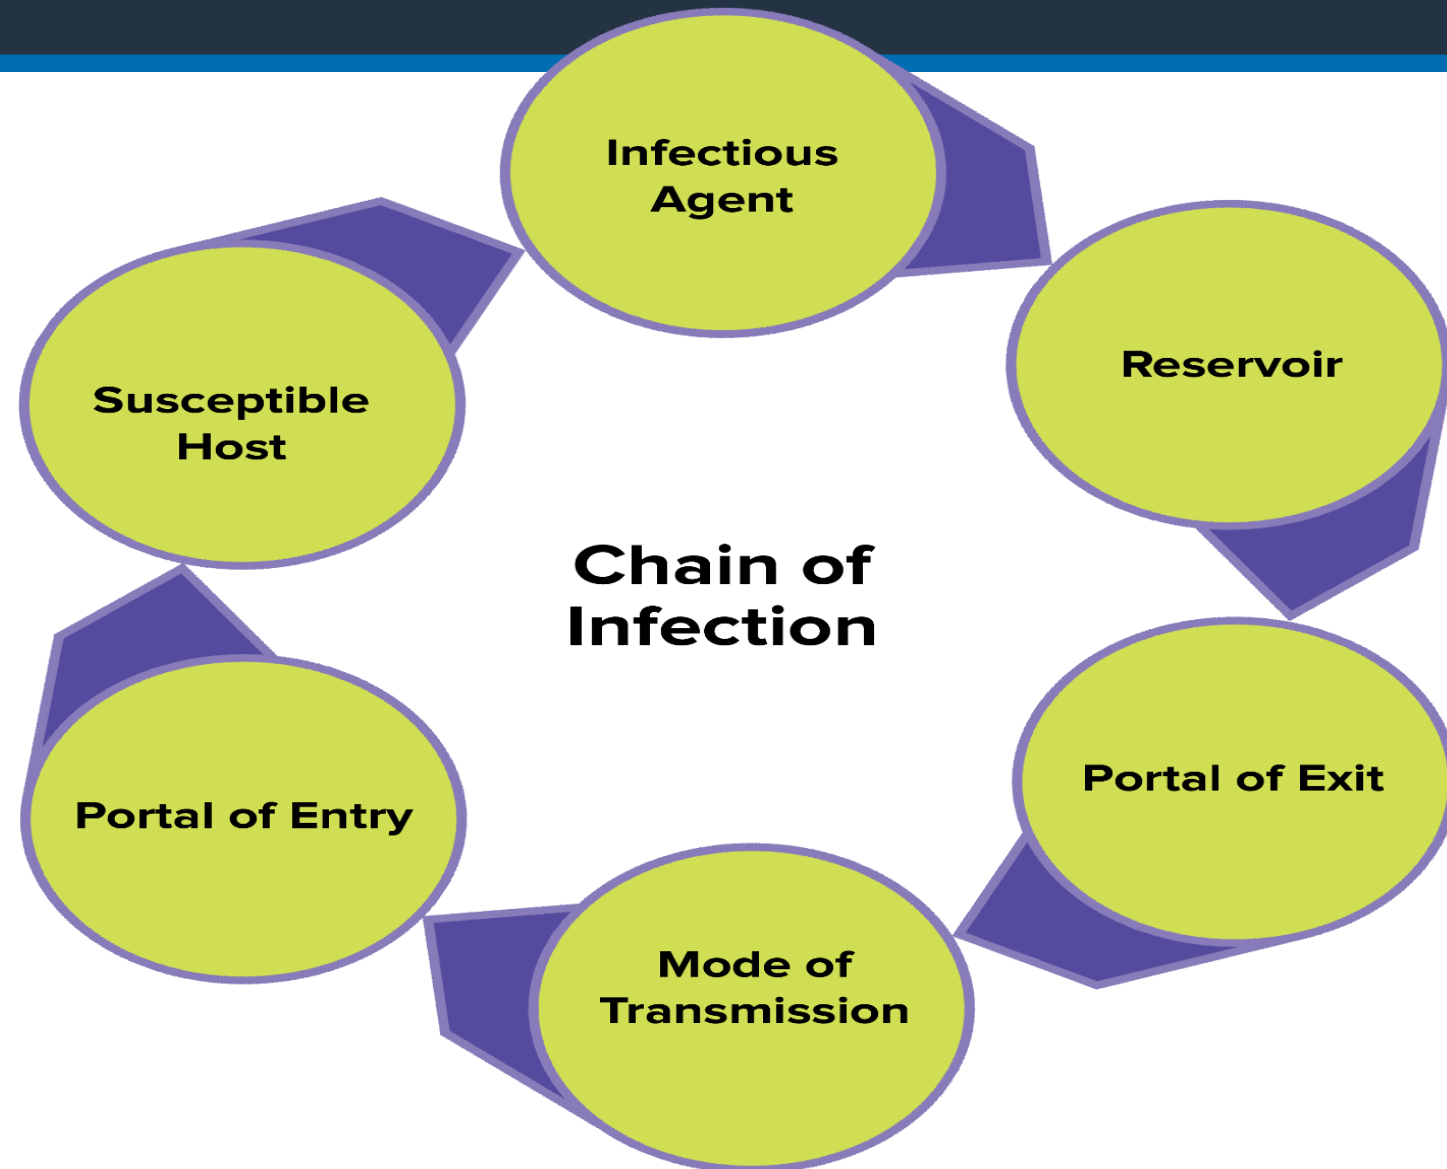 Infectious
Agent
Reservoir
Portal of Exit
Mode of
Transmission
Portal of Entry
Susceptible
Host
Chain of
Infection